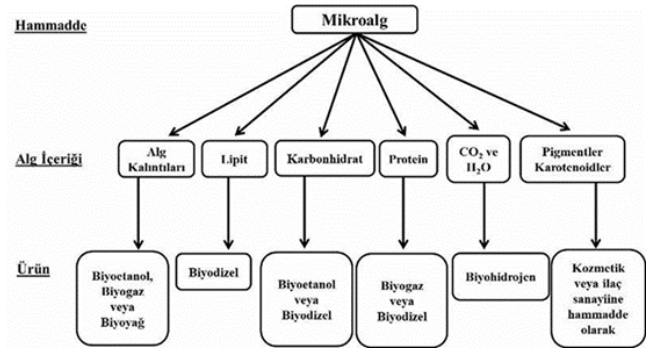 Hammadde
Mikroalg
Alg İçeriği
Alg
Kalıntıları
Lipit
Karbonhidrat
Protein
CO₂ ve
H₂O
Pigmentler
Karotenoidler
Ürün
Biyoetanol,
Biyogaz
veya
Biyoyağ
Biyodizel
Biyoetanol
veya
Biyodizel
Biyogaz
veya
Biyodizel
Biyohidrojen
Kozmetik
veya ilaç
sanayiine
hammadde
olarak